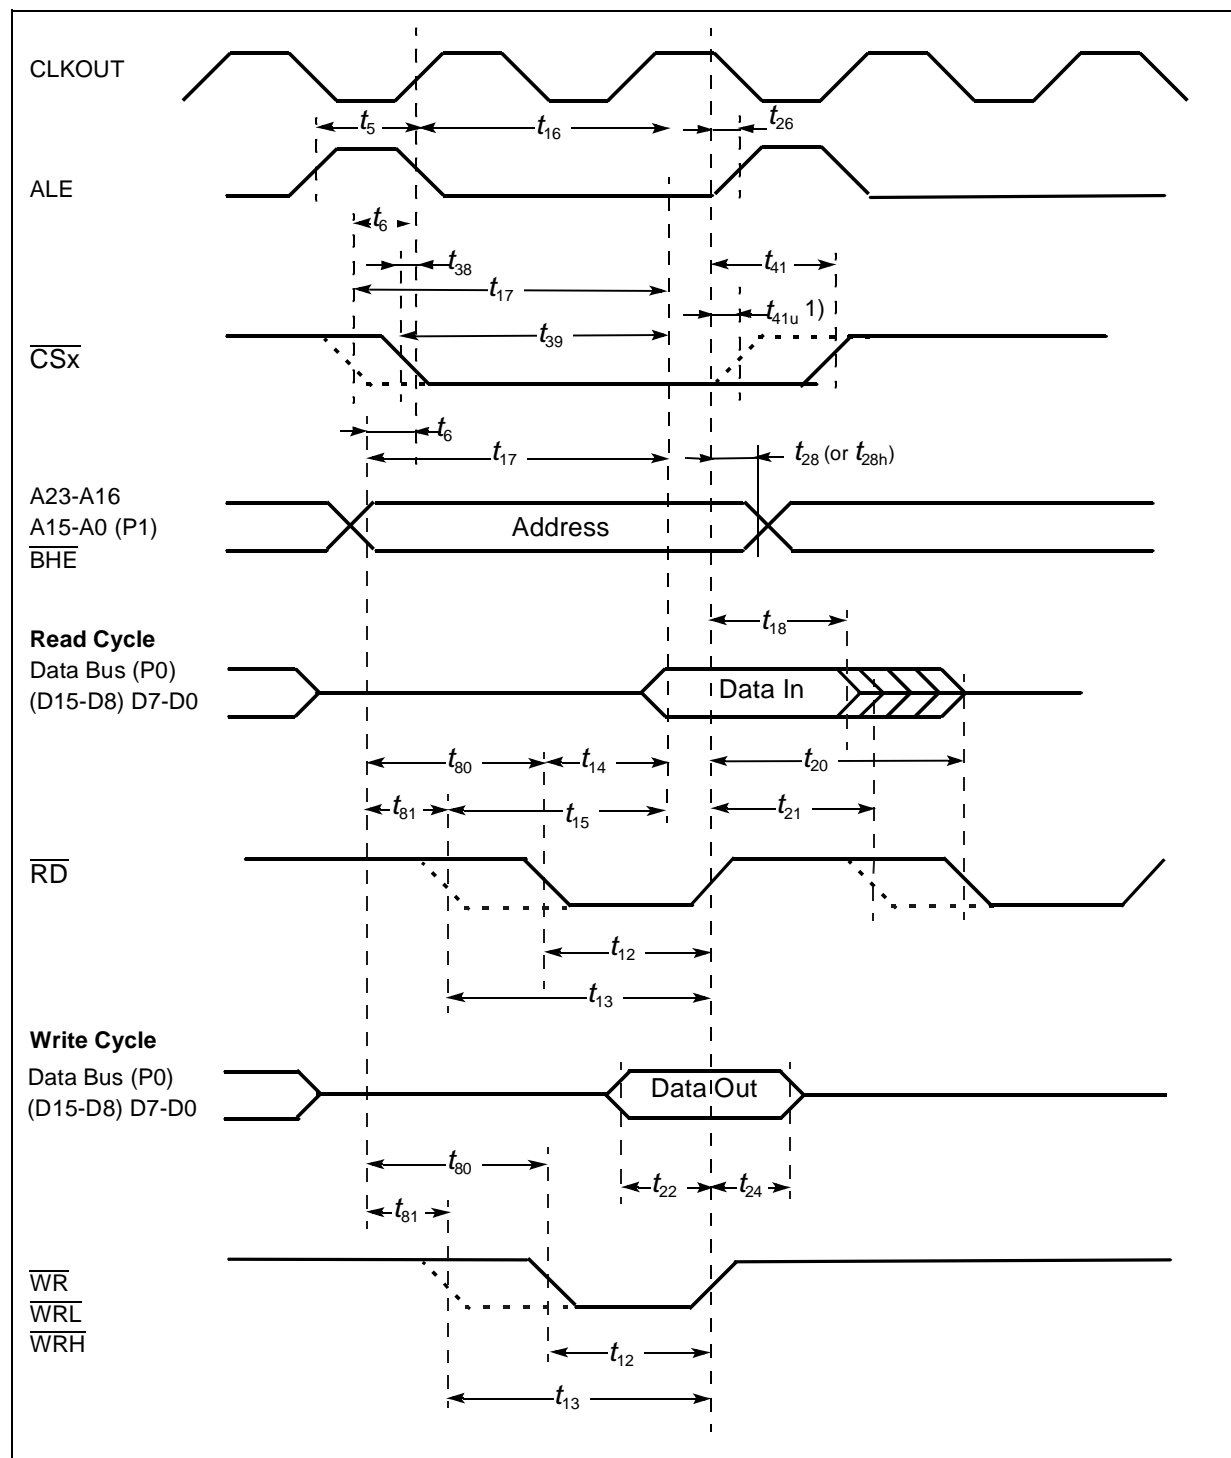 CLKOUT
t5
t16
t26
ALE
t6
t38
t41
t17
t41u 1)
t39
CSx
t6
t17
t28 (or t28h)
A23-A16
A15-A0 (P1)
Address
BHE
t18
Read Cycle
Data Bus (P0)
Data In
(D15-D8) D7-D0
t80
t14
t20
t81
t15
t21
RD
t12
t13
Write Cycle
Data Bus (P0)
Data Out
(D15-D8) D7-D0
t80
t22
t24
t81
WR
WRL
WRH
t12
t13